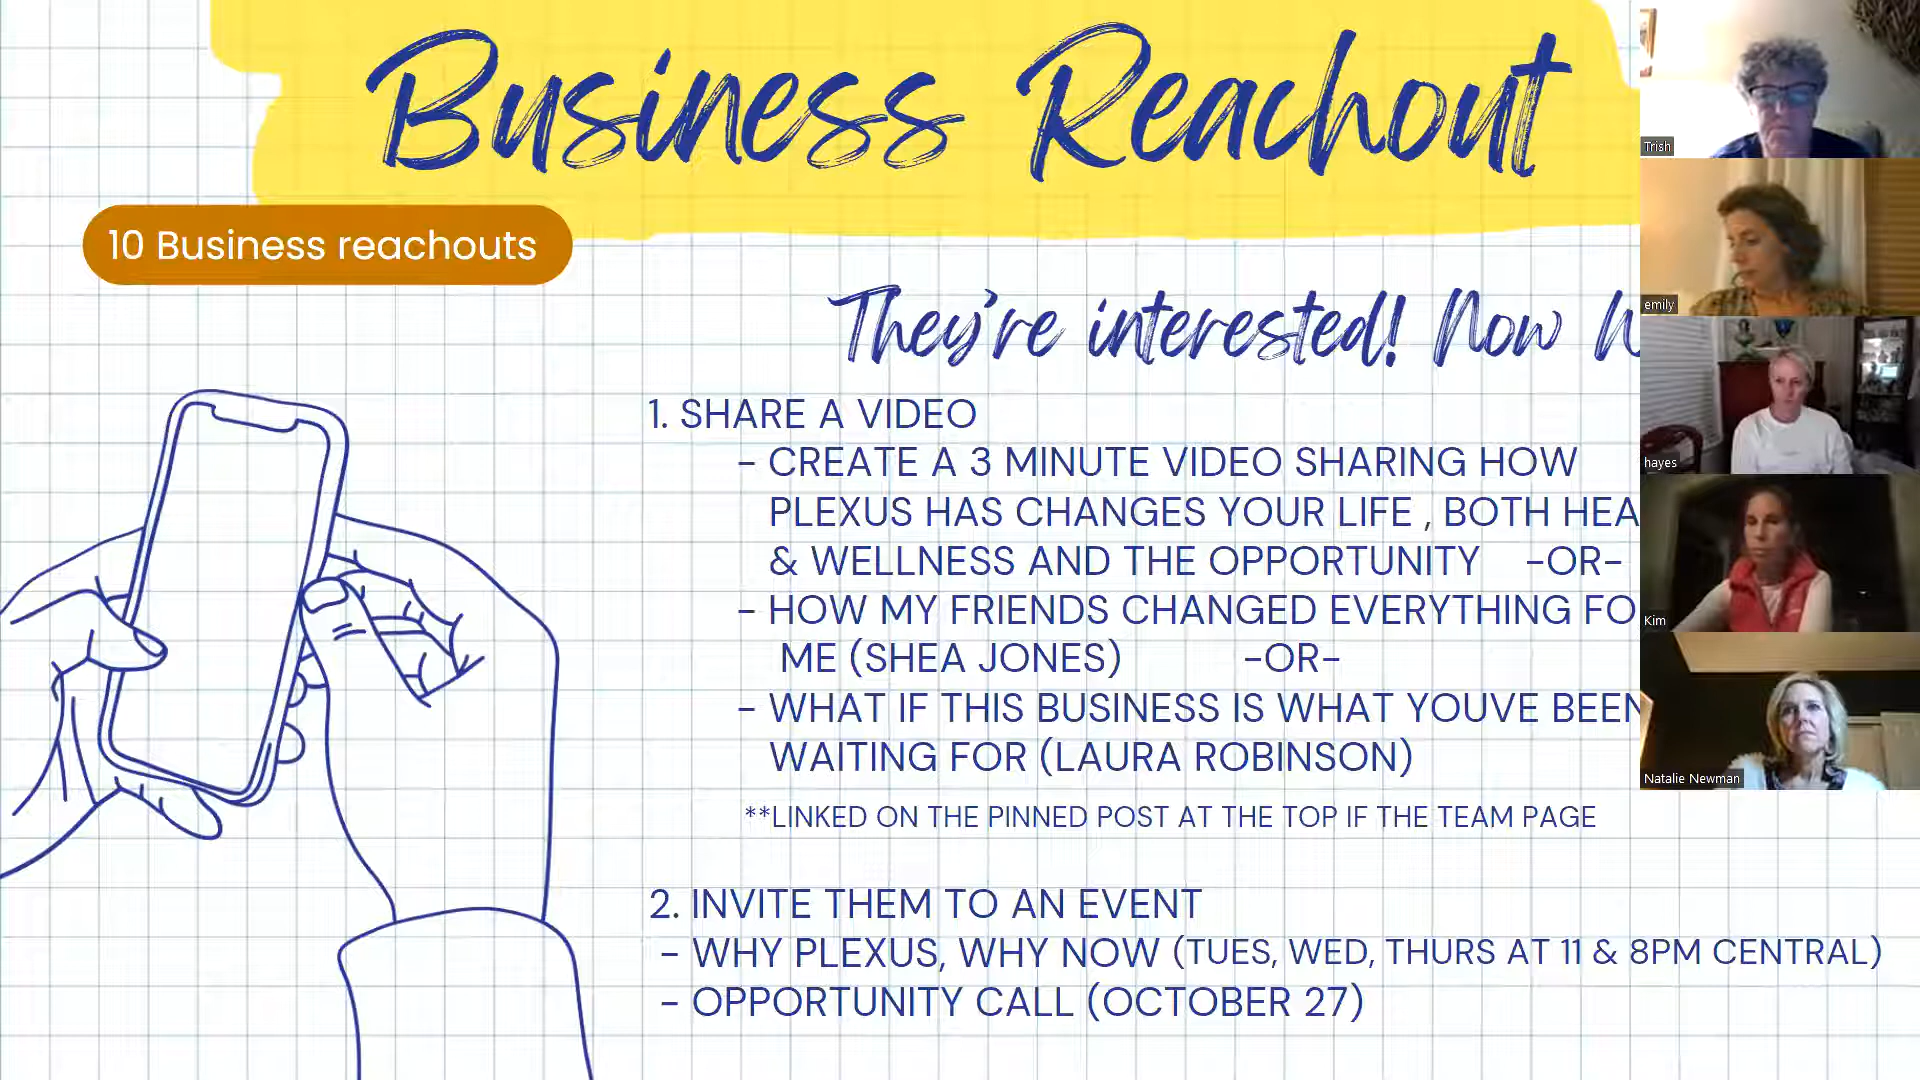 Business Reachout
10 Business reachouts
They're interested! Now
1. SHARE A VIDEO
- CREATE A 3 MINUTE VIDEO SHARING HOW
PLEXUS HAS CHANGES YOUR LIFE , BOTH HEA
& WELLNESS AND THE OPPORTUNITY -OR-
- HOW MY FRIENDS CHANGED EVERYTHING FO
ME (SHEA JONES) -OR-
- WHAT IF THIS BUSINESS IS WHAT YOUVE BEEN
WAITING FOR (LAURA ROBINSON)
**LINKED ON THE PINNED POST AT THE TOP IF THE TEAM PAGE
2. INVITE THEM TO AN EVENT
- WHY PLEXUS, WHY NOW (TUES, WED, THURS AT 11 & 8PM CENTRAL)
- OPPORTUNITY CALL (OCTOBER 27)
Trish
emily
hayes
Kim
Natalie Newman